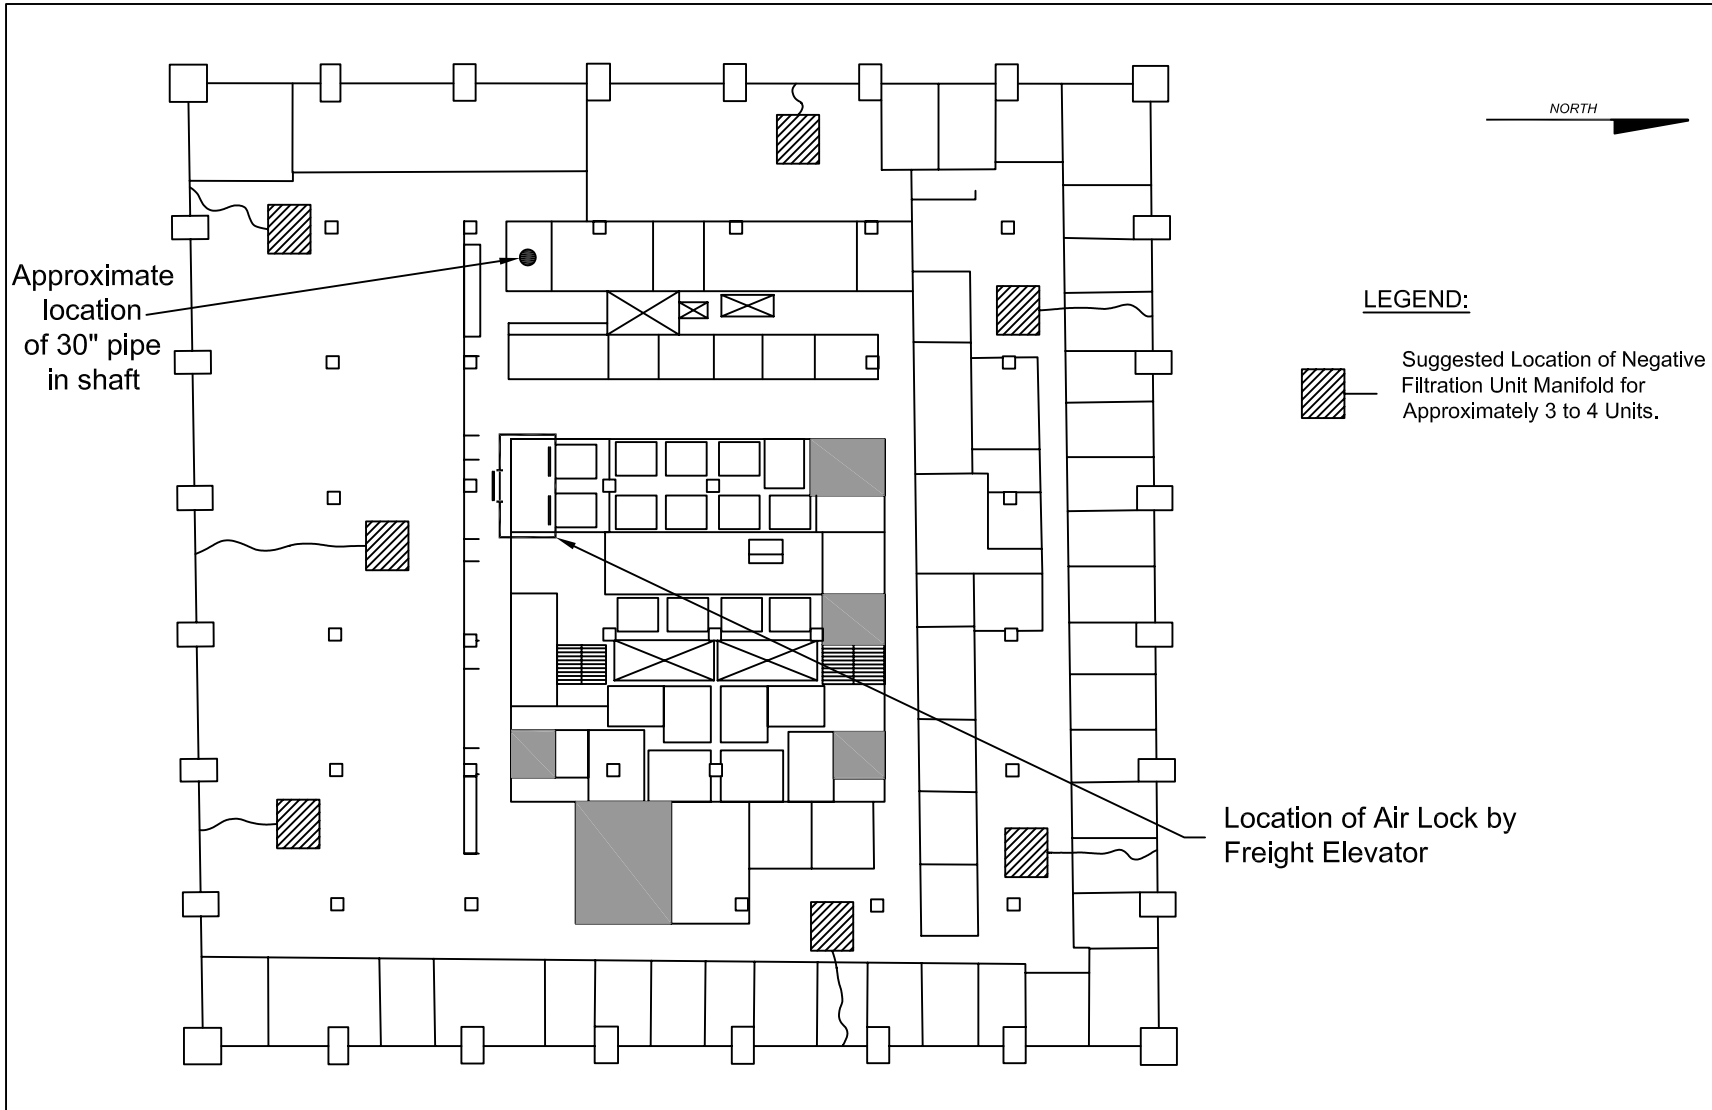 NORTH
Approximate
location
of 30" pipe
in shaft
LEGEND:
Suggested Location of Negative
Filtration Unit Manifold for
Approximately 3 to 4 Units.
Location of Air Lock by
Freight Elevator